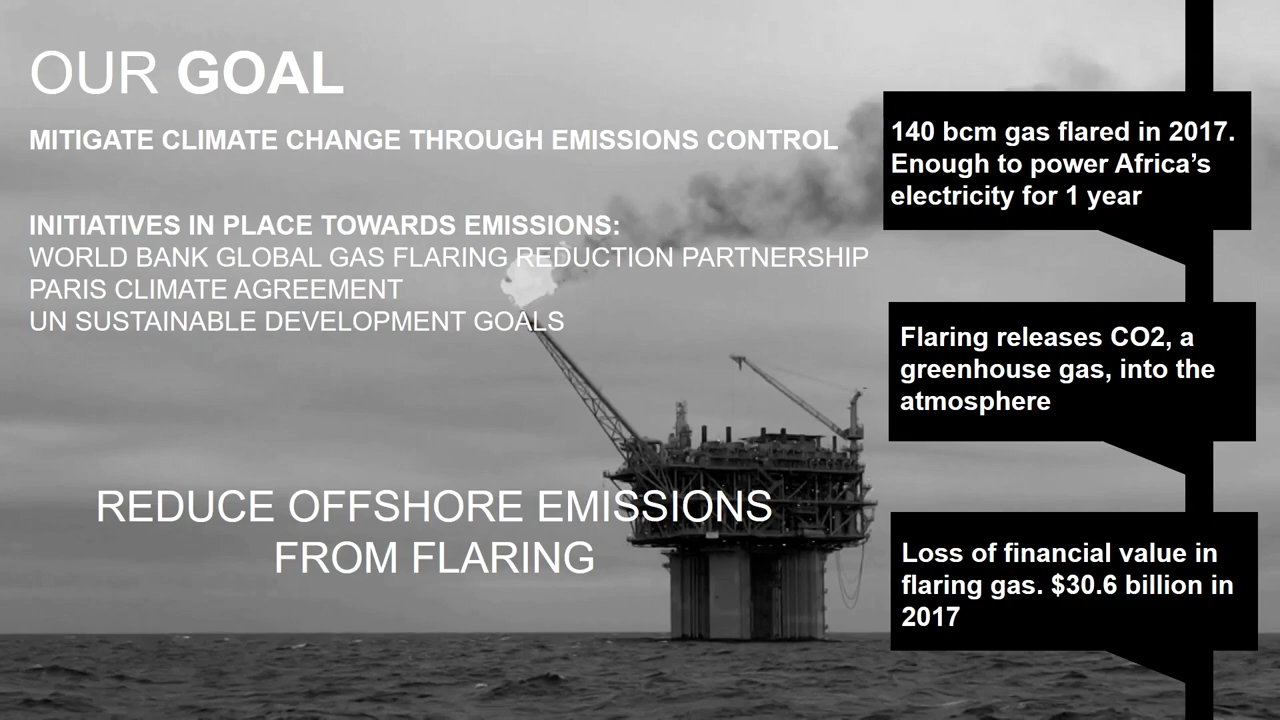 OUR GOAL
MITIGATE CLIMATE CHANGE THROUGH EMISSIONS CONTROL
INITIATIVES IN PLACE TOWARDS EMISSIONS:
WORLD BANK GLOBAL GAS FLARING REDUCTION PARTNERSHIP
PARIS CLIMATE AGREEMENT
UN SUSTAINABLE DEVELOPMENT GOALS
REDUCE OFFSHORE EMISSIONS
FROM FLARING
140 bcm gas flared in 2017.
Enough to power Africa’s
electricity for 1 year
Flaring releases CO2, a
greenhouse gas, into the
atmosphere
Loss of financial value in
flaring gas. $30.6 billion in
2017